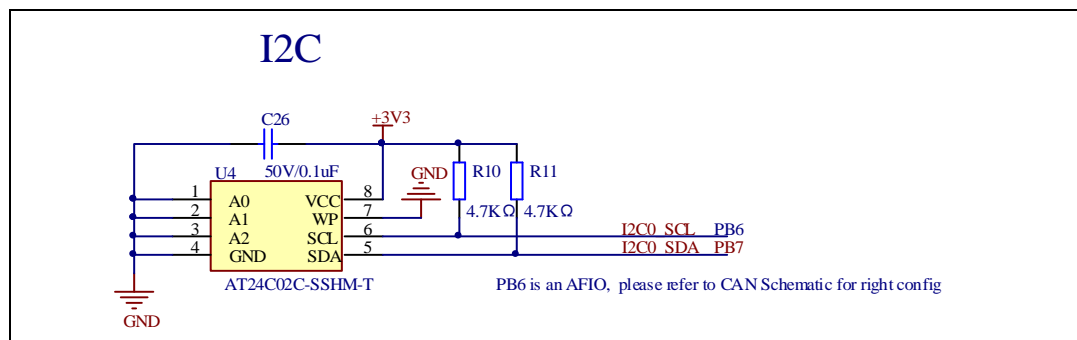 I2C
C26
+3V3
50V/0.1uF
U4
GND
R10
R11
1
A0
VCC
8
2
A1
WP
7
4.7KΩ
4.7KΩ
3
A2
SCL
6
I2C0_SCL
PB6
4
GND
SDA
5
I2C0_SDA
PB7
AT24C02C-SSHM-T
PB6 is an AFIO, please refer to CAN Schematic for right config
GND